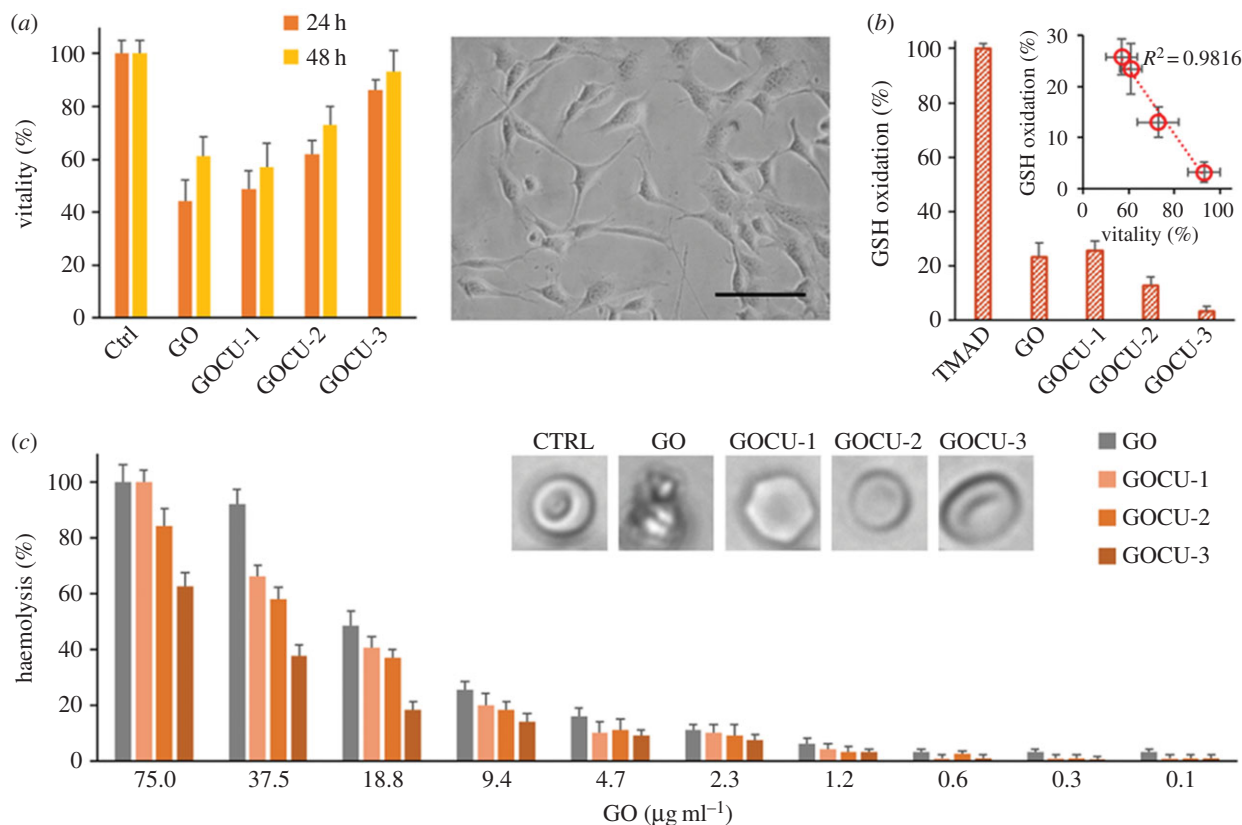 (a)
24 h
48 h
100
80
60
40
20
0
vitality (%)
Ctrl
GO
GOCU-1
GOCU-2
GOCU-3
(b)
100
80
60
40
20
0
GSH oxidation (%)
TMAD
GO
GOCU-1
GOCU-2
GOCU-3
30
20
10
0
GSH oxidation (%)
R² = 0.9816
60 80 100
vitality (%)
(c)
100
80
60
40
20
0
haemolysis (%)
CTRL GO GOCU-1 GOCU-2 GOCU-3
GO
GOCU-1
GOCU-2
GOCU-3
75.0 37.5 18.8 9.4 4.7 2.3 1.2 0.6 0.3 0.1
GO (µg ml⁻¹)